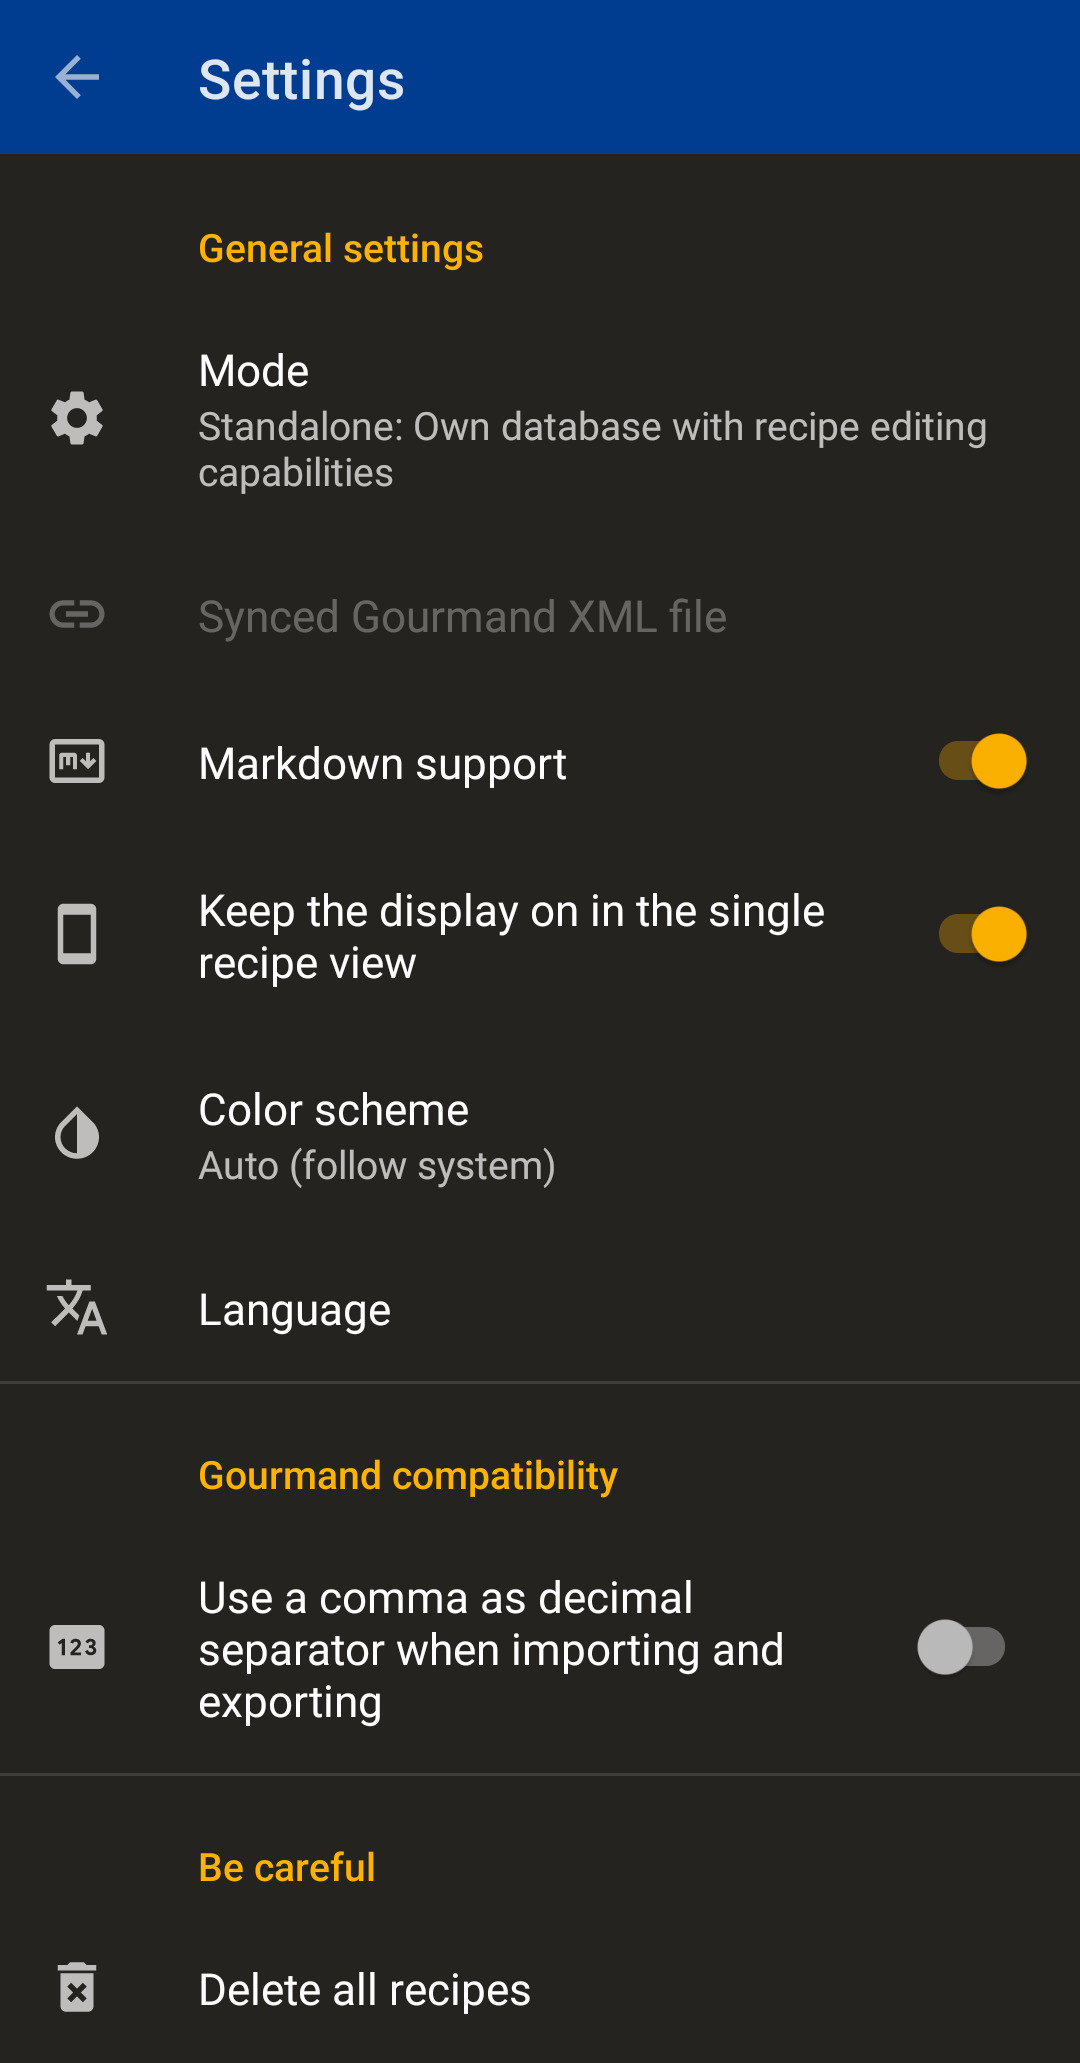 Settings
General settings
Mode
Standalone: Own database with recipe editing
capabilities
Synced Gourmand XML file
Markdown support
Keep the display on in the single
recipe view
Color scheme
Auto (follow system)
Language
Gourmand compatibility
Use a comma as decimal
separator when importing and
exporting
123
Be careful
Delete all recipes